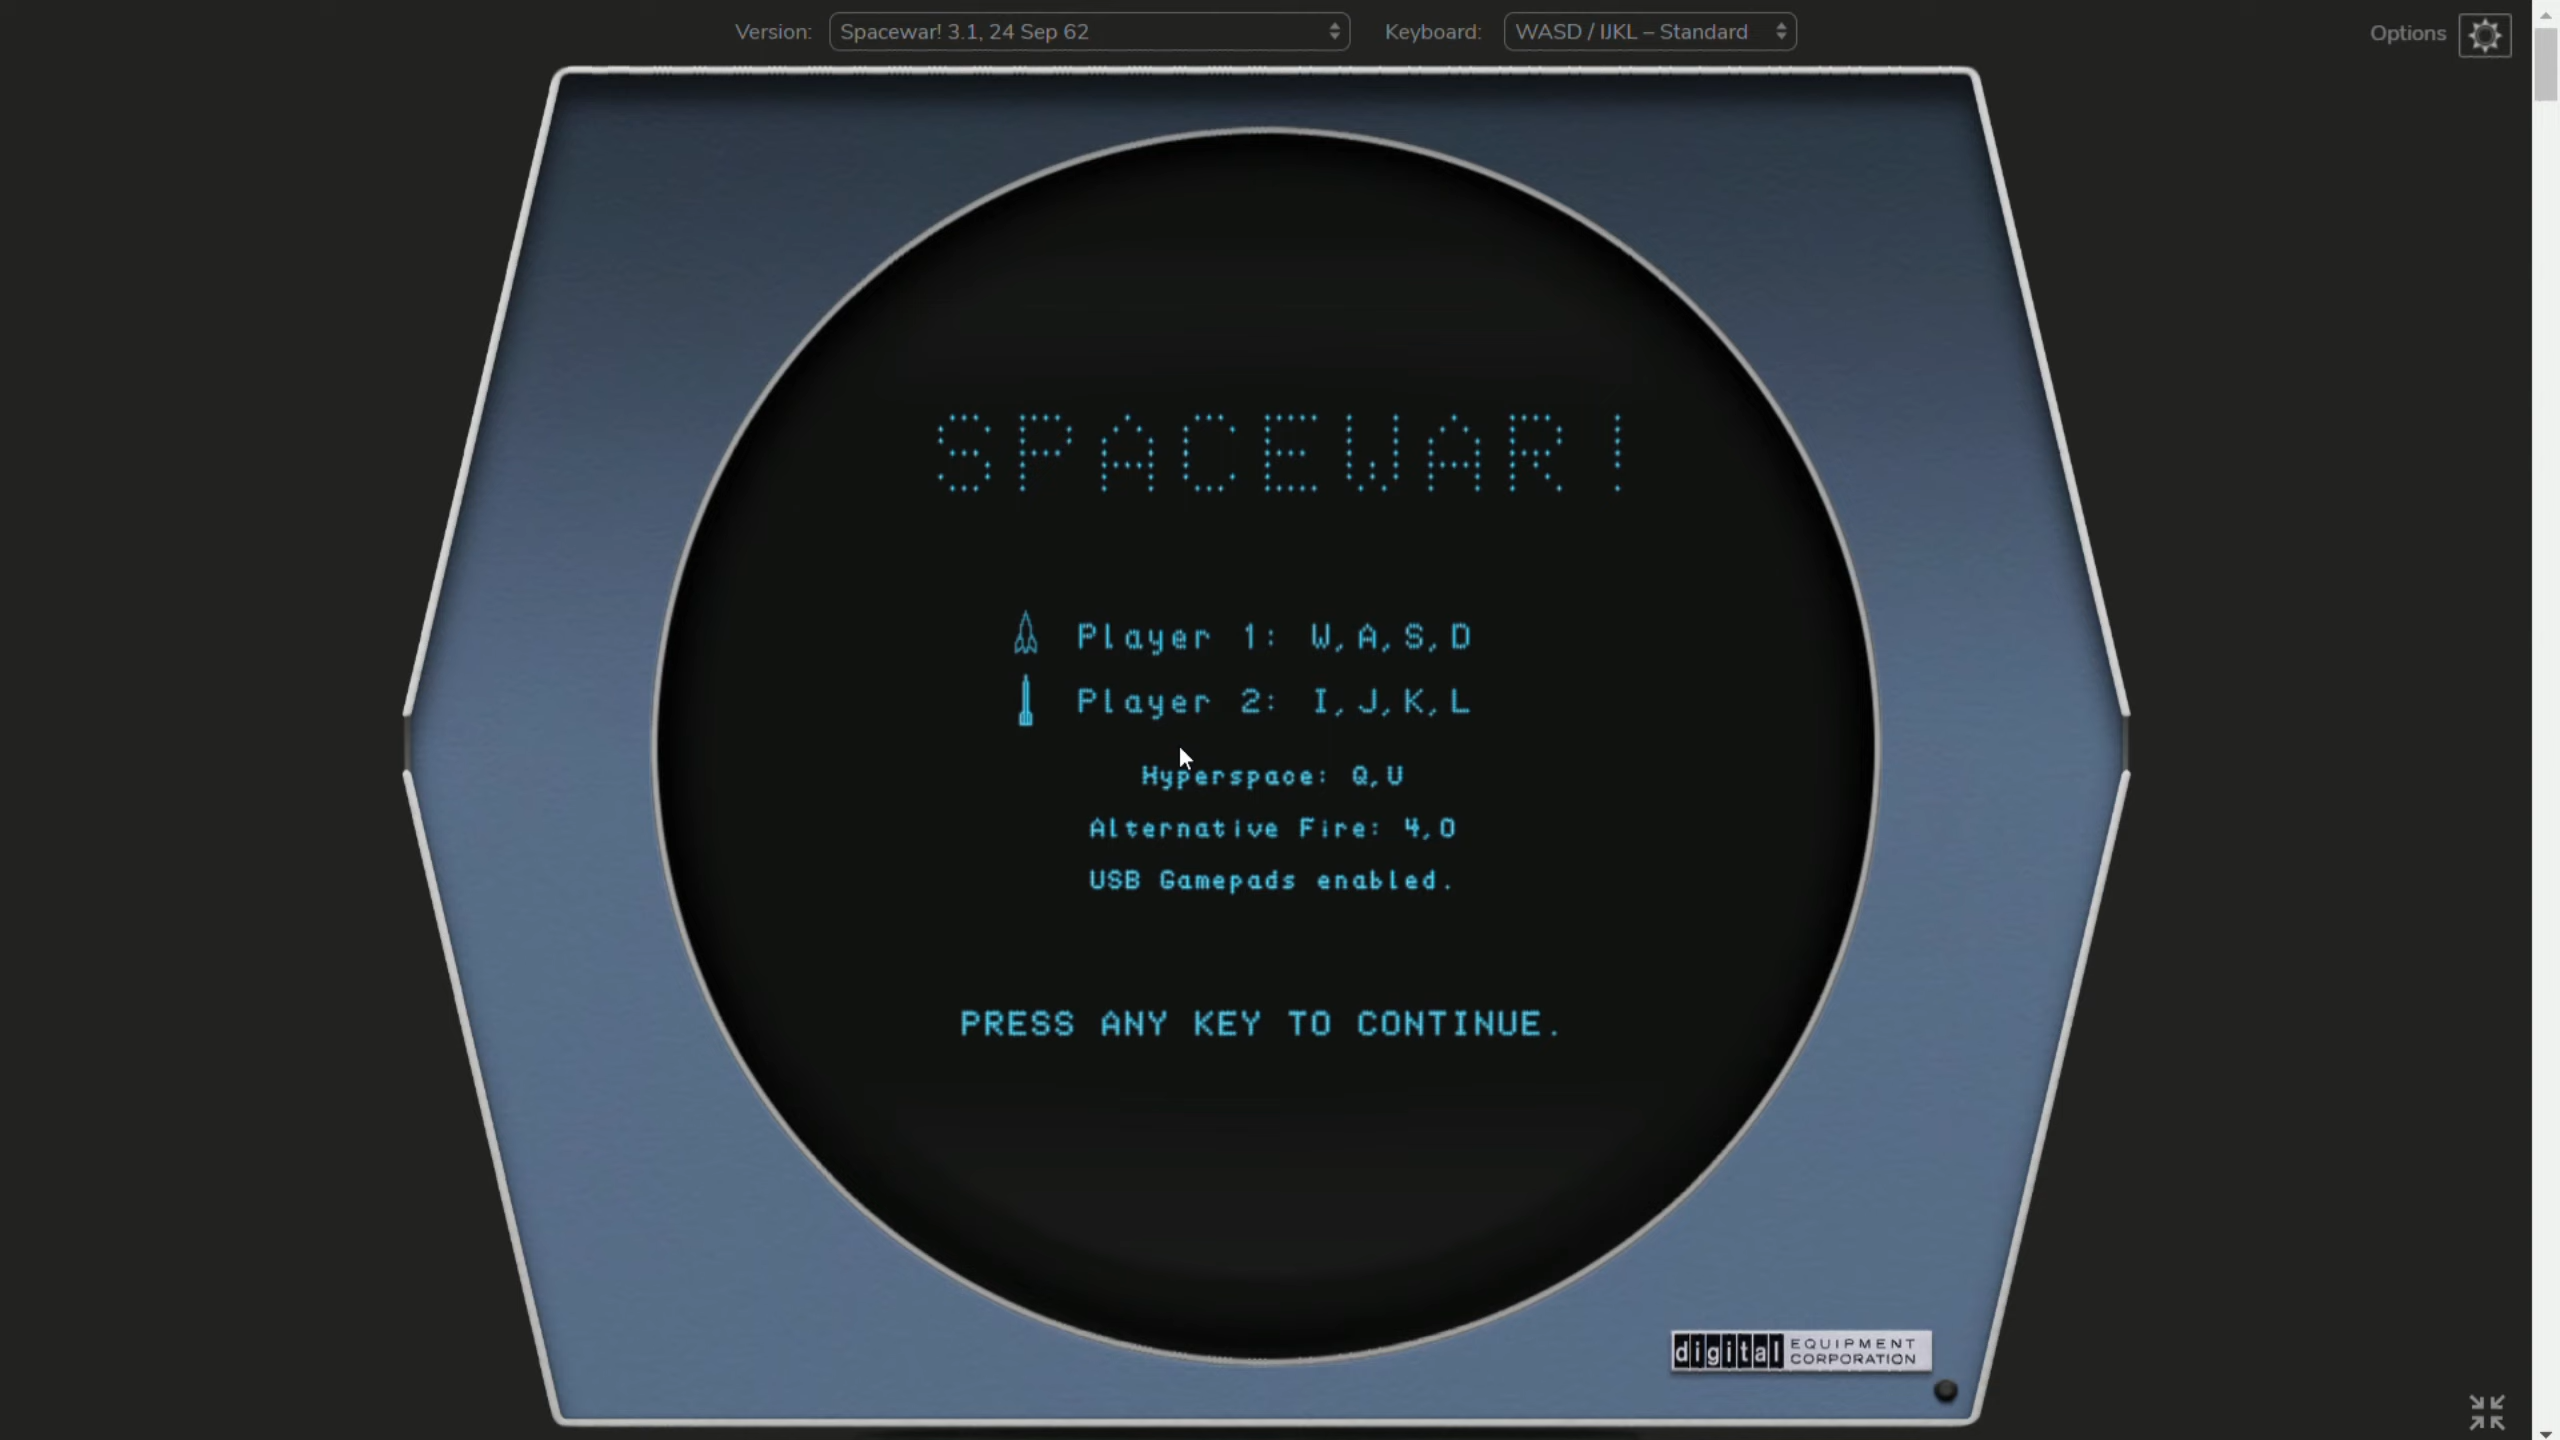 Version: Spacewar! 3.1, 24 Sep 62 Keyboard: WASD / IJKL – Standard Options
SPACEWAR!
Player 1: W,A,S,D
Player 2: I,J,K,L
Hyperspace: Q,U
Alternative Fire: 4,O
USB Gamepads enabled.
PRESS ANY KEY TO CONTINUE.
digital EQUIPMENT
CORPORATION